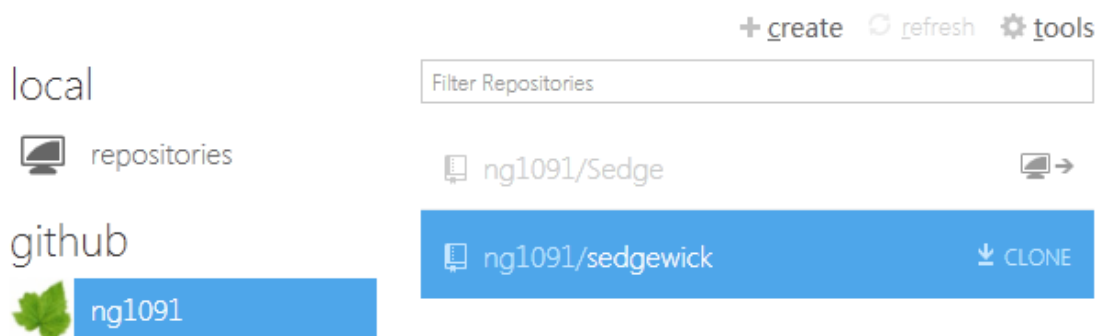 create refresh tools
local
Filter Repositories
repositories
ng1091/Sedge
github
ng1091/sedgewick CLONE
ng1091